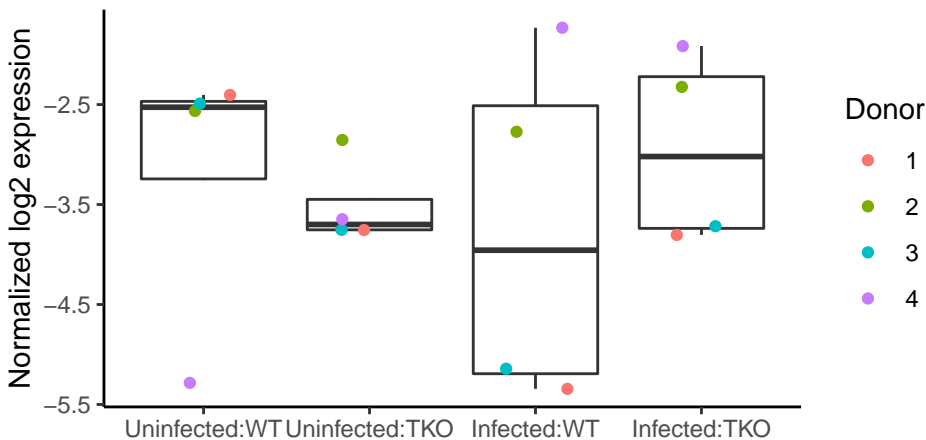 Normalized log2 expression
−2.5
−3.5
−4.5
−5.5
Uninfected:WT
Uninfected:TKO
Infected:WT
Infected:TKO
Donor
1
2
3
4